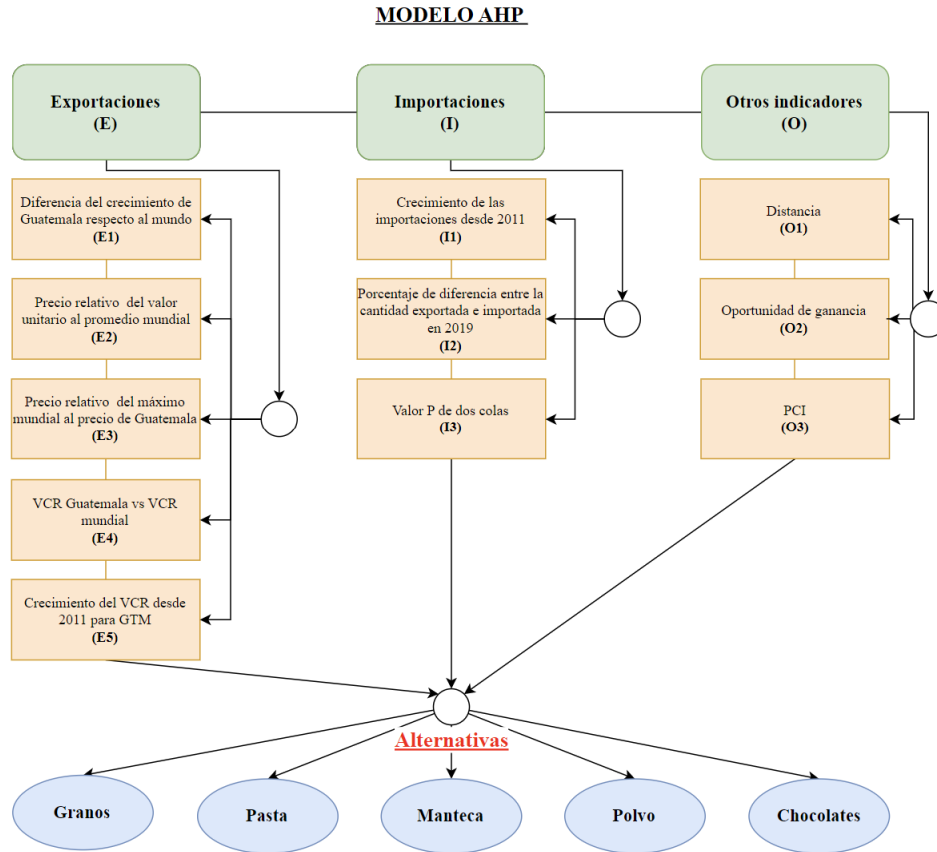 MODELO AHP
Exportaciones
(E)
Importaciones
(I)
Otros indicadores
(O)
Diferencia del crecimiento de
Guatemala respecto al mundo
(E1)
Precio relativo del valor
unitario al promedio mundial
(E2)
Precio relativo del máximo
mundial al precio de Guatemala
(E3)
VCR Guatemala vs VCR
mundial
(E4)
Crecimiento del VCR desde
2011 para GTM
(E5)
Crecimiento de las
importaciones desde 2011
(I1)
Porcentaje de diferencia entre la
cantidad exportada e importada
en 2019
(I2)
Valor P de dos colas
(I3)
Distancia
(O1)
Oportunidad de ganancia
(O2)
PCI
(O3)
Alternativas
Granos
Pasta
Manteca
Polvo
Chocolates